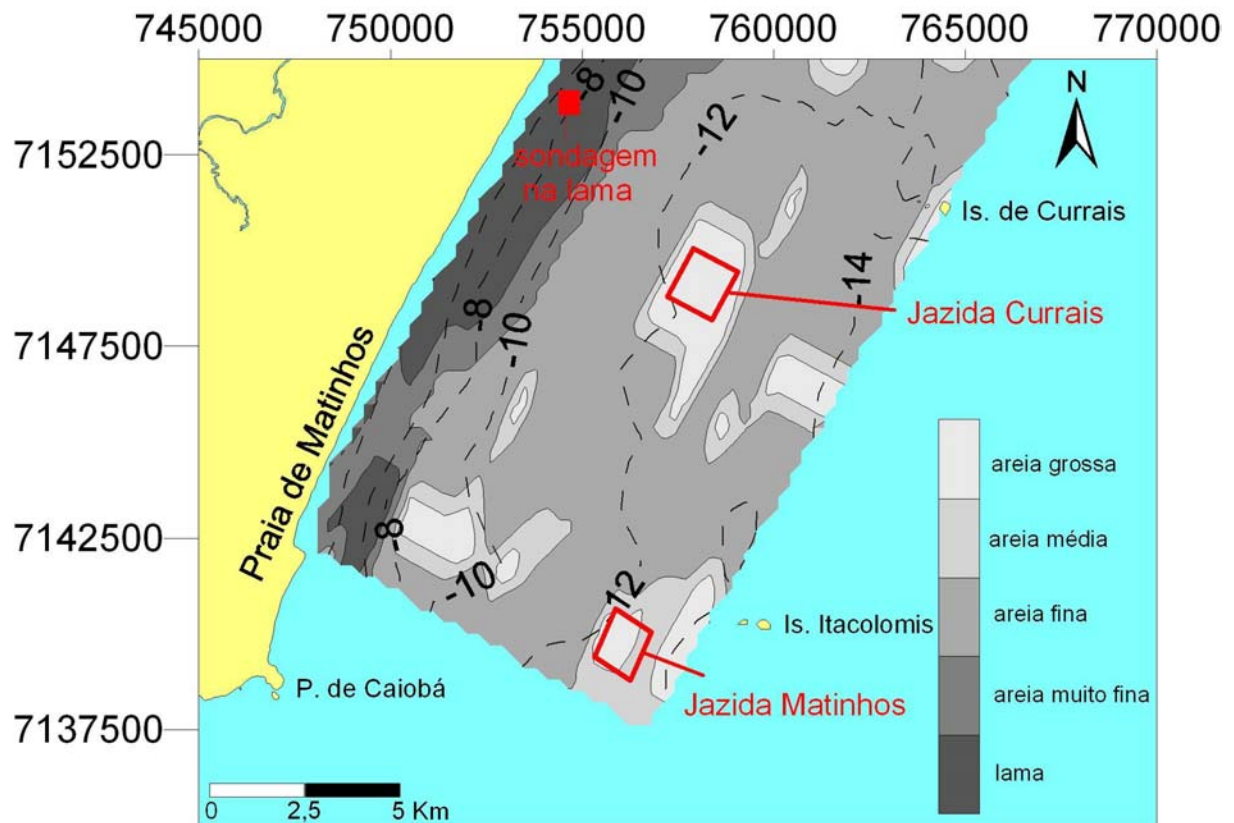 745000 750000 755000 760000 765000 770000
-8
-10
N
-12
7152500
sondagem
na lama
Is. de Currais
-14
Jazida Currais
-8
-10
7147500
Praia de Matinhos
areia grossa
areia média
7142500
-8
-10
12
areia fina
Is. Itacolomis
P. de Caiobá
areia muito fina
Jazida Matinhos
7137500
lama
0 2,5 5 Km